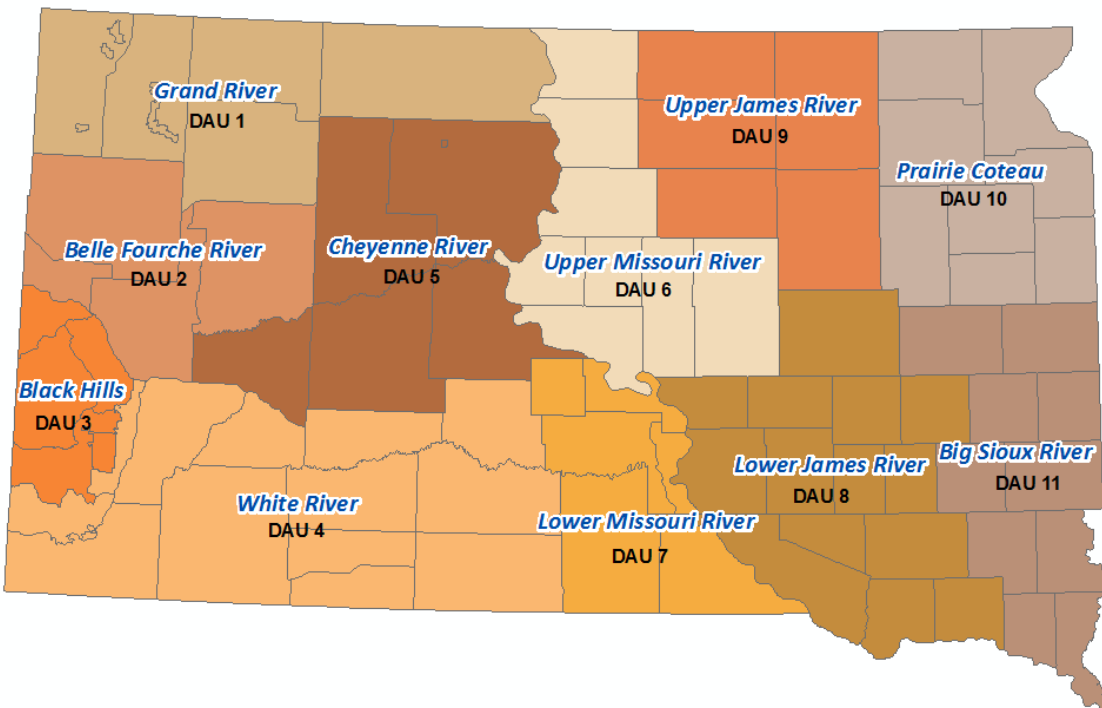 Grand River
DAU 1
Upper James River
DAU 9
Prairie Coteau
DAU 10
Belle Fourche River
DAU 2
Cheyenne River
DAU 5
Upper Missouri River
DAU 6
Black Hills
DAU 3
Lower James River
DAU 8
Big Sioux River
DAU 11
White River
DAU 4
Lower Missouri River
DAU 7